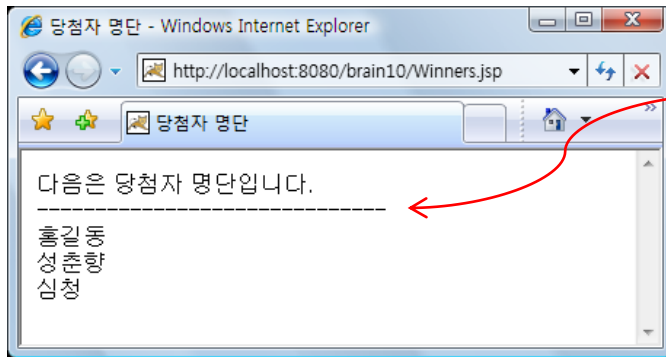 당첨자 명단 - Windows Internet Explorer
http://localhost:8080/brain10/Winners.jsp
당첨자 명단
다음은 당첨자 명단입니다.
------------------------------
홍길동
성춘향
심청